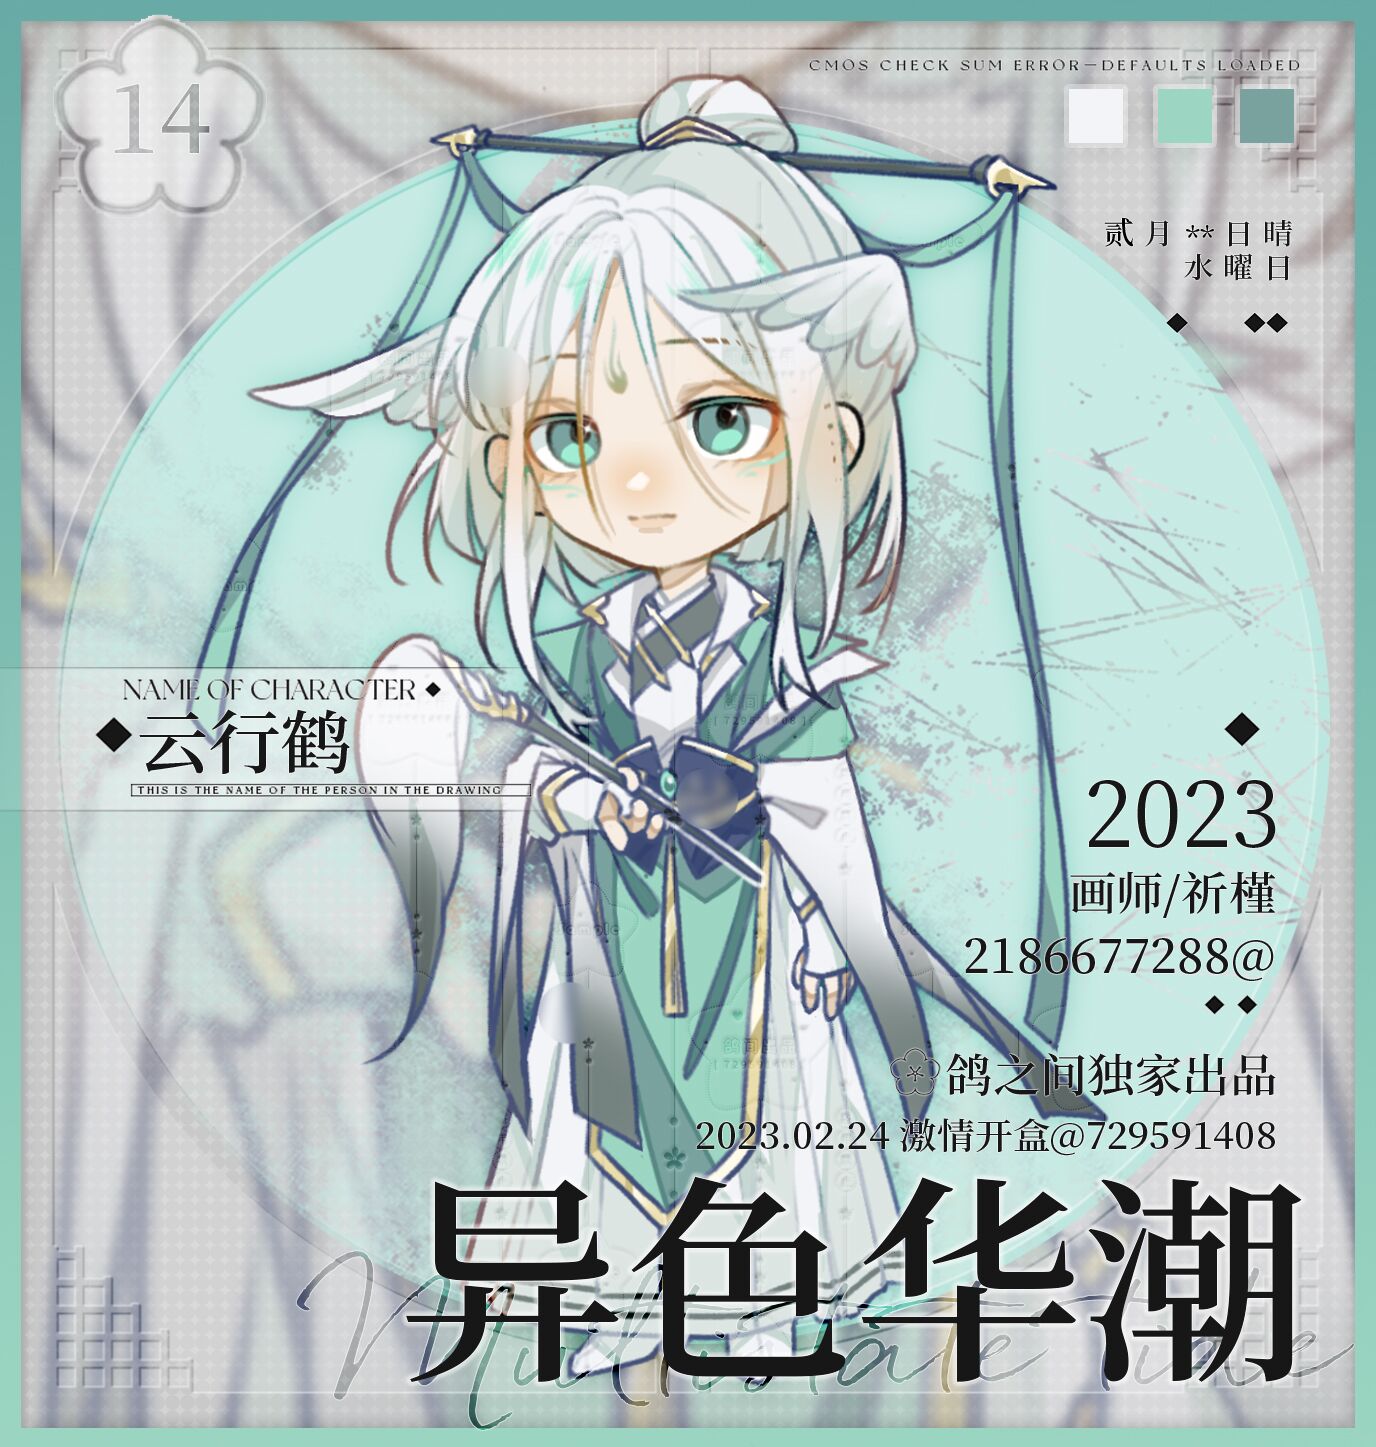 14
CMOS CHECK SUM ERROR—DEFAULTS LOADED
贰月**日晴
水曜日
NAME OF CHARACTER
云行鹤
THIS IS THE NAME OF THE PERSON IN THE DRAWING
2023
画师/祈槿
2186677288@
鸽之间独家出品
2023.02.24 激情开盒@729591408
异色华潮